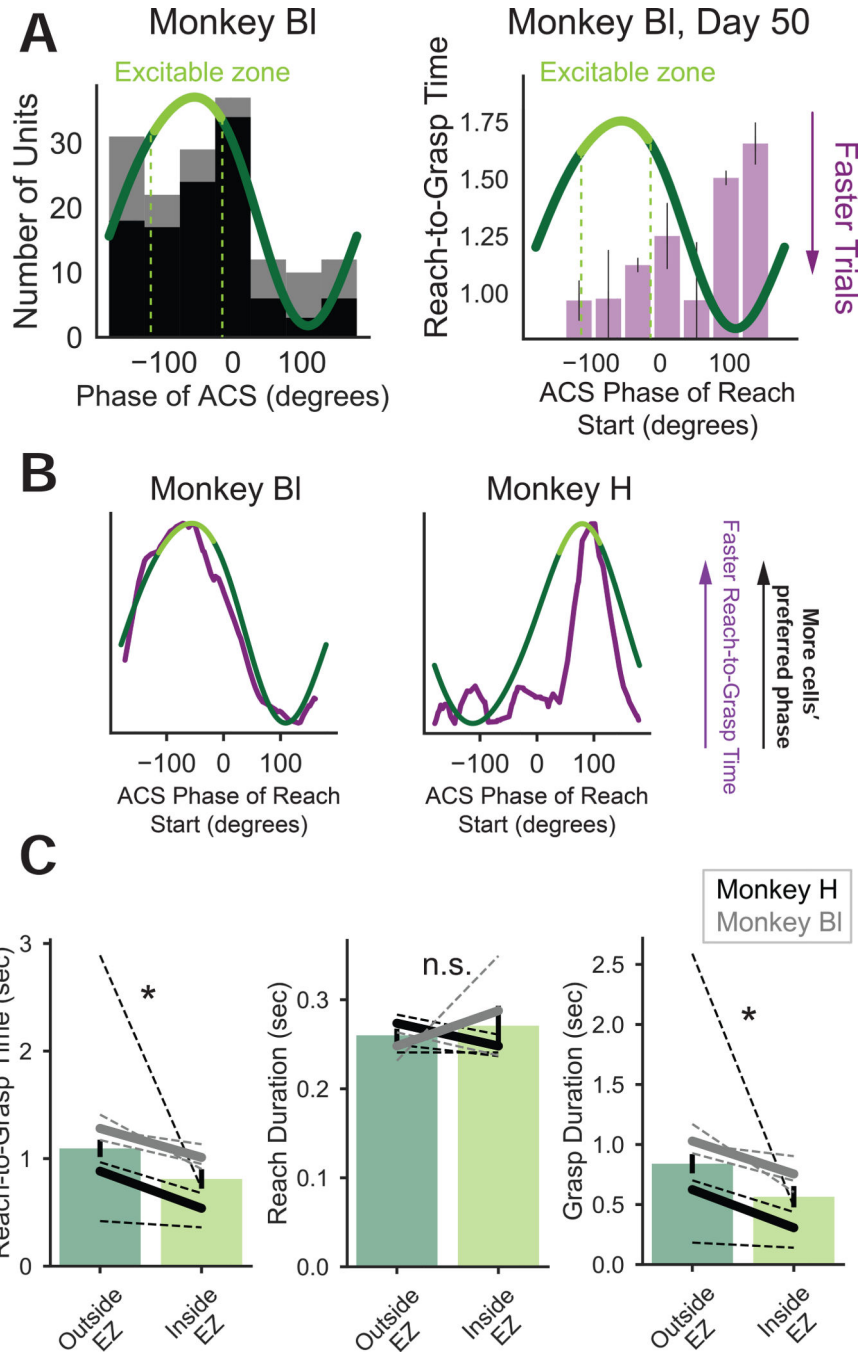 A
Monkey Bl
Excitable zone
Number of Units
30
20
10
0
−100
0
100
Phase of ACS (degrees)
Monkey Bl, Day 50
Excitable zone
Reach-to-Grasp Time
1.75
1.50
1.25
1.00
−100
0
100
ACS Phase of Reach
Start (degrees)
Faster Trials
B
Monkey Bl
−100
0
100
ACS Phase of Reach
Start (degrees)
Monkey H
−100
0
100
ACS Phase of Reach
Start (degrees)
Faster Reach-to-Grasp Time
More cells'
preferred phase
C
Monkey H
Monkey Bl
Reach-to-Grasp Time (sec)
3
2
1
0
*
Outside
EZ
Inside
EZ
Reach Duration (sec)
0.3
0.2
0.1
0.0
n.s.
Outside
EZ
Inside
EZ
Grasp Duration (sec)
2.5
2.0
1.5
1.0
0.5
0.0
*
Outside
EZ
Inside
EZ